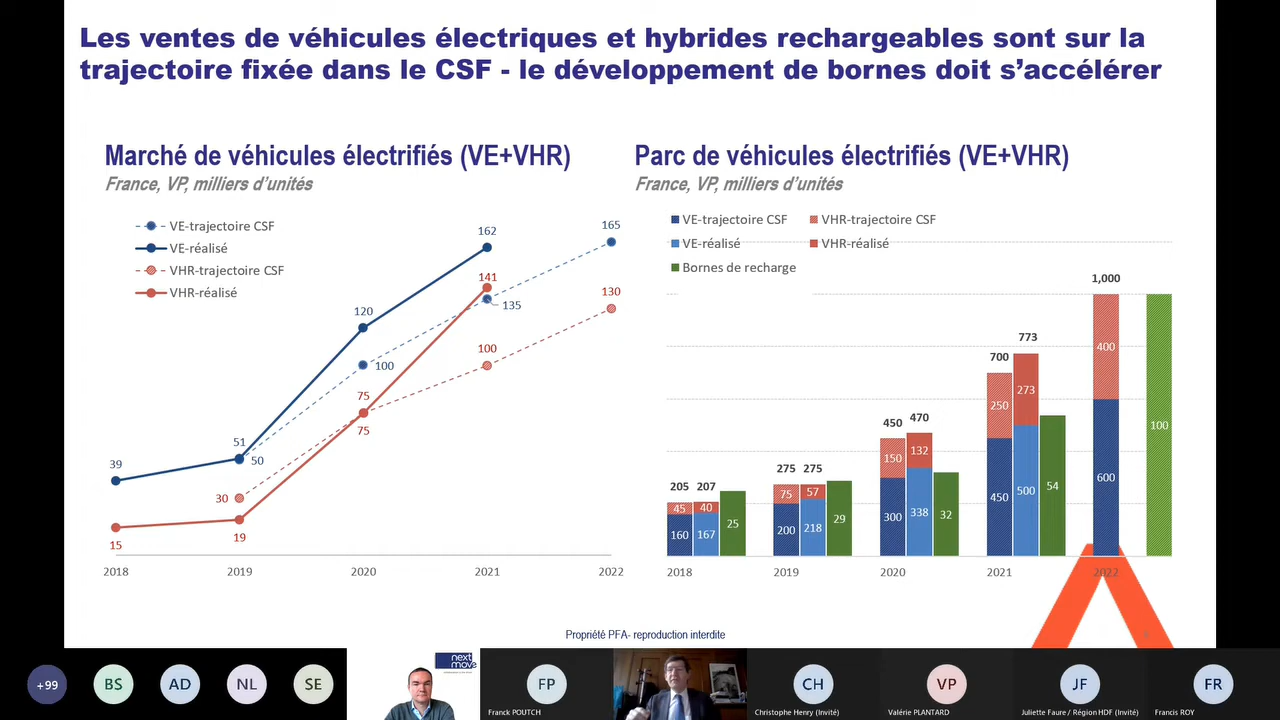 Les ventes de véhicules électriques et hybrides rechargeables sont sur la
trajectoire fixée dans le CSF - le développement de bornes doit s’accélérer
Marché de véhicules électrifiés (VE+VHR)
France, VP, milliers d’unités
VE-trajectoire CSF
VE-réalisé
VHR-trajectoire CSF
VHR-réalisé
165
162
141
135
130
120
100
100
75
75
51
50
39
30
19
15
2018 2019 2020 2021 2022
Parc de véhicules électrifiés (VE+VHR)
France, VP, milliers d’unités
VE-trajectoire CSF VHR-trajectoire CSF
VE-réalisé VHR-réalisé
Bornes de recharge
1,000
773
700
400
273
250
450 470
150 132
100
600
275 275
205 207
75 57
45 40
450 500 54
300 338 32
200 218 29
160 167 25
2018 2019 2020 2021 2022
Propriété PFA- reproduction interdite
next
move
+99 BS AD NL SE FP CH VP JF FR
Franck POUTCH Christophe Henry (Invité) Valérie PLANTARD Juliette Faure / Région HDF (Invité) Francis ROY